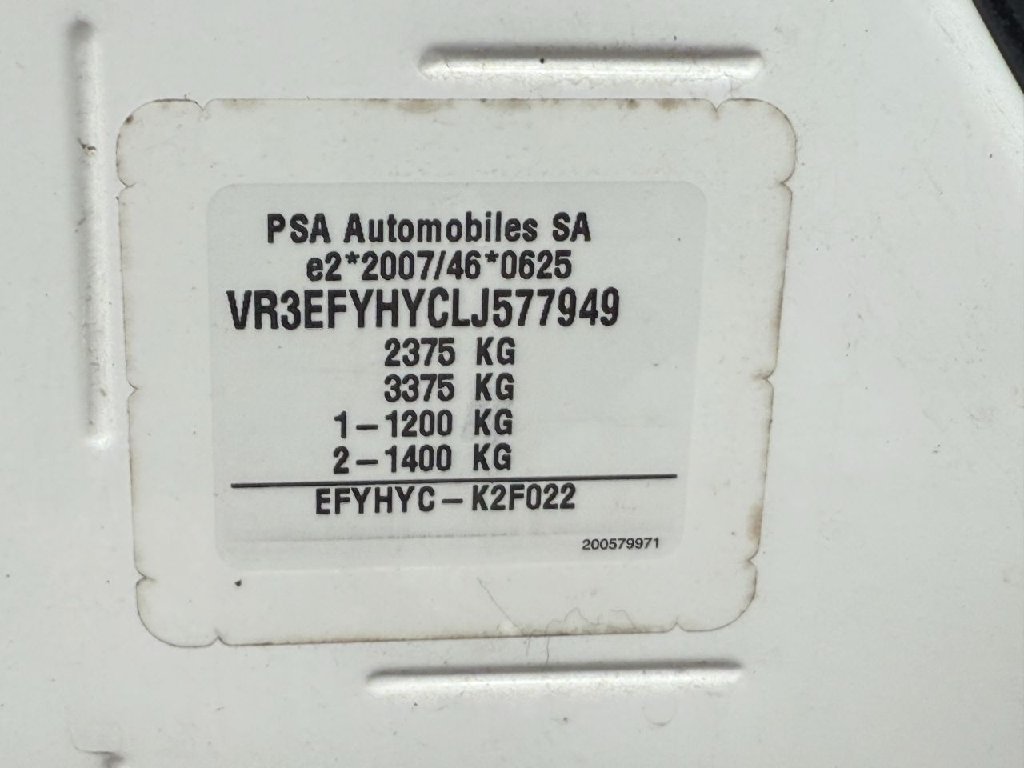 PSA Automobiles SA
e2*2007/46*0625
VR3EFYHYCLJ577949
2375 KG
3375 KG
1-1200 KG
2-1400 KG
EFYHYC-K2F022
200579971